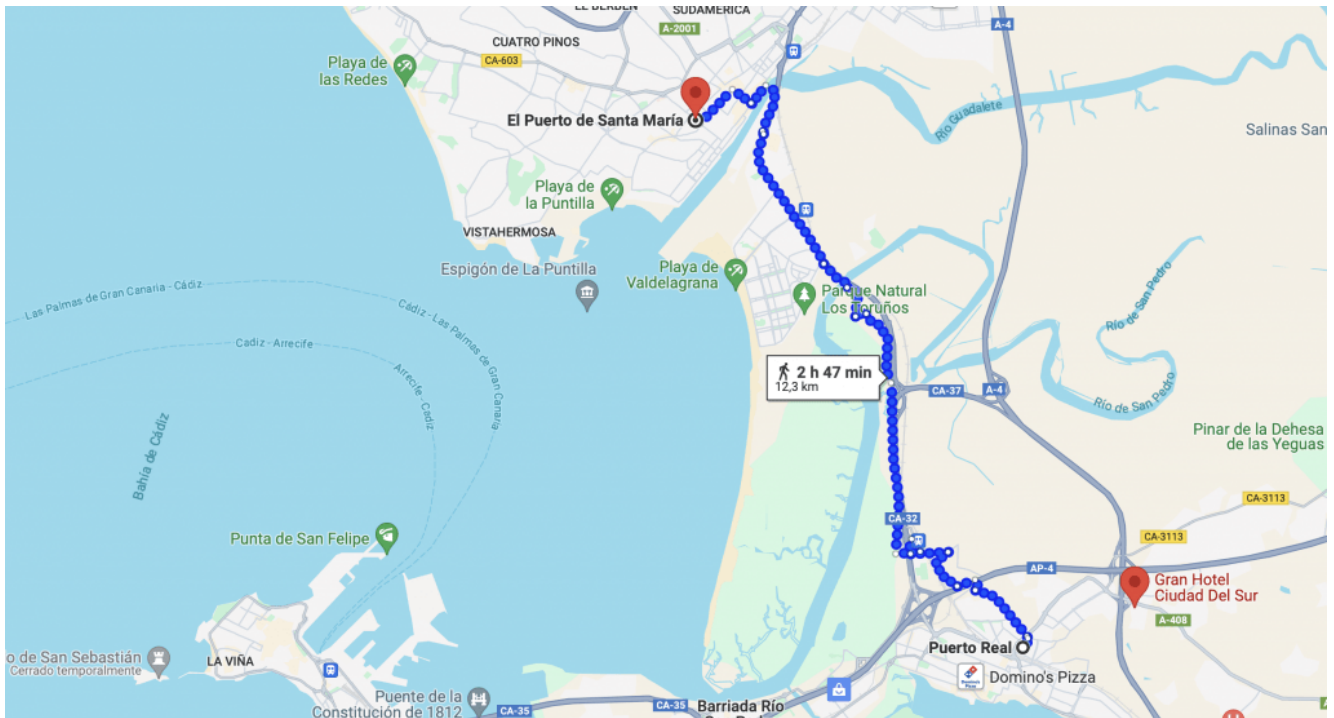 SUDAMERICA
A-2001
A-4
CUATRO PINOS
CA-603
Playa de
las Redes
El Puerto de Santa María
Río Guadalete
Salinas San
Playa de
la Puntilla
VISTAHERMOSA
Espigón de La Puntilla
Playa de
Valdelagrana
Parque Natural
Los Toruños
Río de San Pedro
Río de San Pedro
Las Palmas de Gran Canaria - Cádiz
Cádiz - Las Palmas de Gran Canaria
Cadiz - Arrecife
Arrecife - Cadiz
2 h 47 min
12,3 km
CA-37
A-4
Bahía de Cádiz
Pinar de la Dehesa
de las Yeguas
CA-3113
CA-32
CA-3113
Punta de San Felipe
AP-4
Gran Hotel
Ciudad Del Sur
A-408
Puerto Real
o de San Sebastián
Cerrado temporalmente
LA VIÑA
Domino's Pizza
Puente de la
Constitución de 1812
CA-35
CA-35
Barriada Río